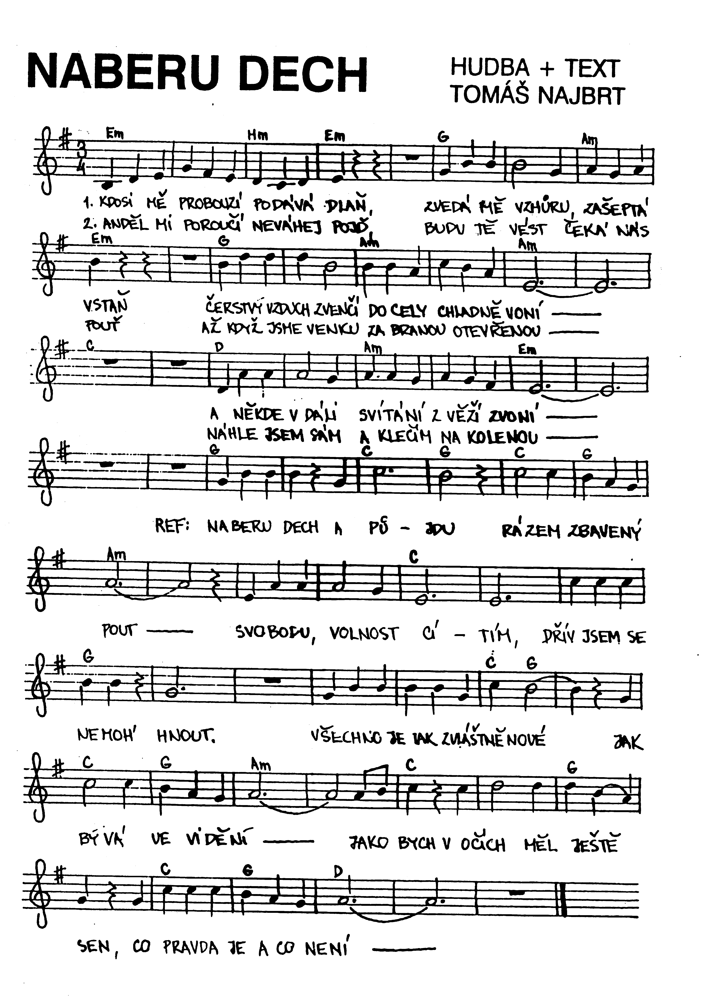 NABERU DECH
HUDBA + TEXT
TOMÁŠ NAJBRT
Em Hm Em G Am
3
4
1. KDOSI MĚ PROBOUZÍ PODÁVÁ DLAŇ, ZVEDÁ MĚ VZHŮRU, ZAŠEPTÁ
2. ANDĚL MI POROUČÍ NEVÁHEJ POJĎ, BUDU TĚ VÉST ČEKÁ NÁS
Em G Am Am
VSTAŇ ČERSTVÝ VZDUCH ZVENČÍ DO CELY CHLADNĚ VONÍ
POUŤ AŽ KDYŽ JSME VENKU ZA BRANOU OTEVŘENOU
C D Am Em
A NĚKDE V DÁLI SVÍTÁNÍ Z VĚŽÍ ZVONÍ
NÁHLE JSEM SÁM A KLEČÍM NA KOLENOU
G C G C G
REF: NABERU DECH A PŮ - JDU RÁZEM ZBAVENÝ
Am C
POUT SVOBODU, VOLNOST CÍ - TÍM, DŘÍV JSEM SE
G C G
NEMOH' HNOUT. VŠECHNO JE TAK ZVLÁŠTNĚ NOVÉ JAK
C G Am C G
BÝVÁ VE VIDĚNÍ JAKO BYCH V OČÍCH MĚL JEŠTĚ
C G D
SEN, CO PRAVDA JE A CO NENÍ